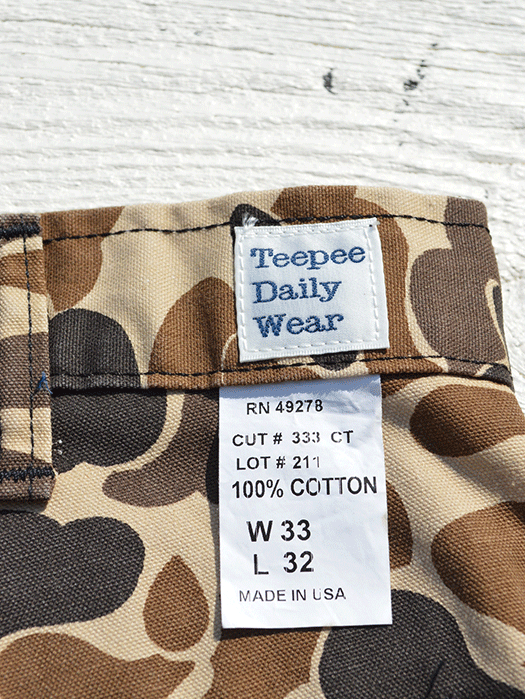 Teepee
Daily
Wear
RN 49278
CUT # 333 CT
LOT # 211
100% COTTON
W 33
L 32
MADE IN USA